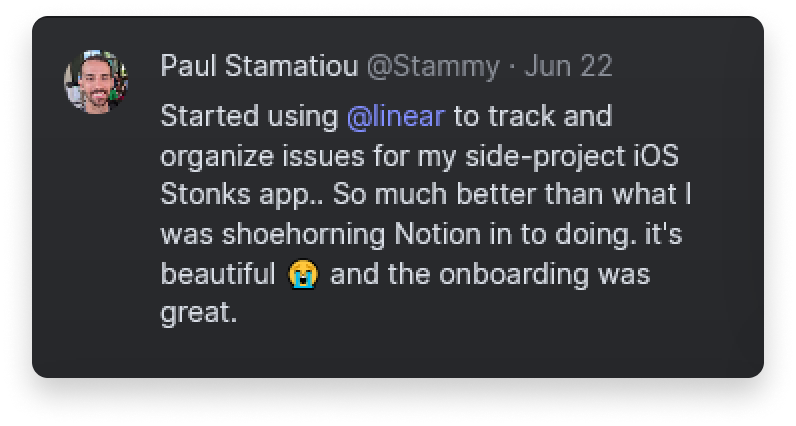 Paul Stamatiou @Stammy · Jun 22
Started using @linear to track and
organize issues for my side-project iOS
Stonks app.. So much better than what I
was shoehorning Notion in to doing. it's
beautiful 😭 and the onboarding was
great.